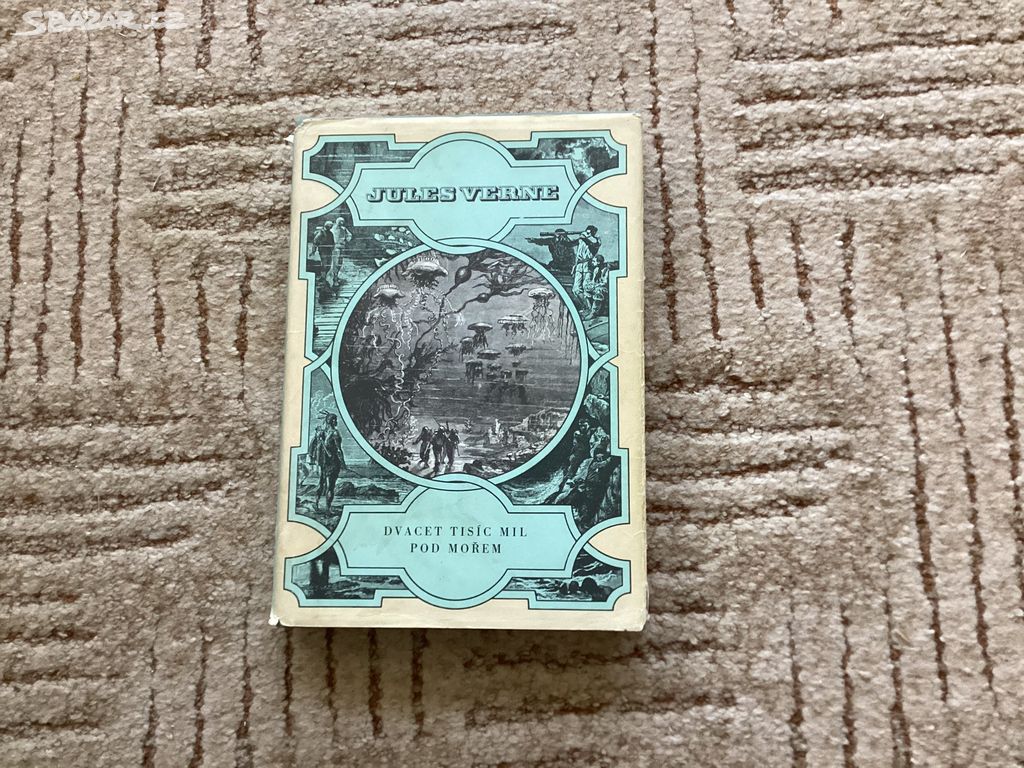 SBAZAR.CZ
JULES VERNE
DVACET TISÍC MIL
POD MOŘEM